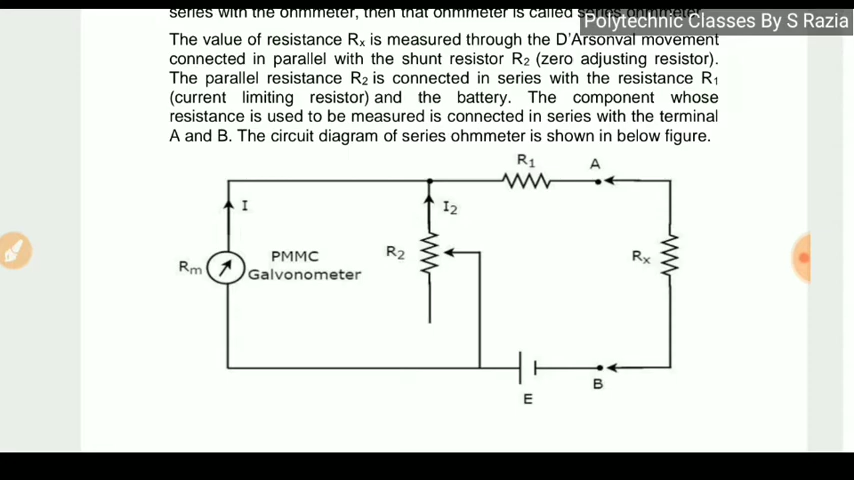 series with the ohmmeter, then that ohmmeter is called series ohmmeter.
Polytechnic Classes By S Razia
The value of resistance Rx is measured through the D'Arsonval movement
connected in parallel with the shunt resistor R2 (zero adjusting resistor).
The parallel resistance R2 is connected in series with the resistance R1
(current limiting resistor) and the battery. The component whose
resistance is used to be measured is connected in series with the terminal
A and B. The circuit diagram of series ohmmeter is shown in below figure.
R1
A
I
I2
Rm
PMMC
Galvonometer
R2
Rx
E
B